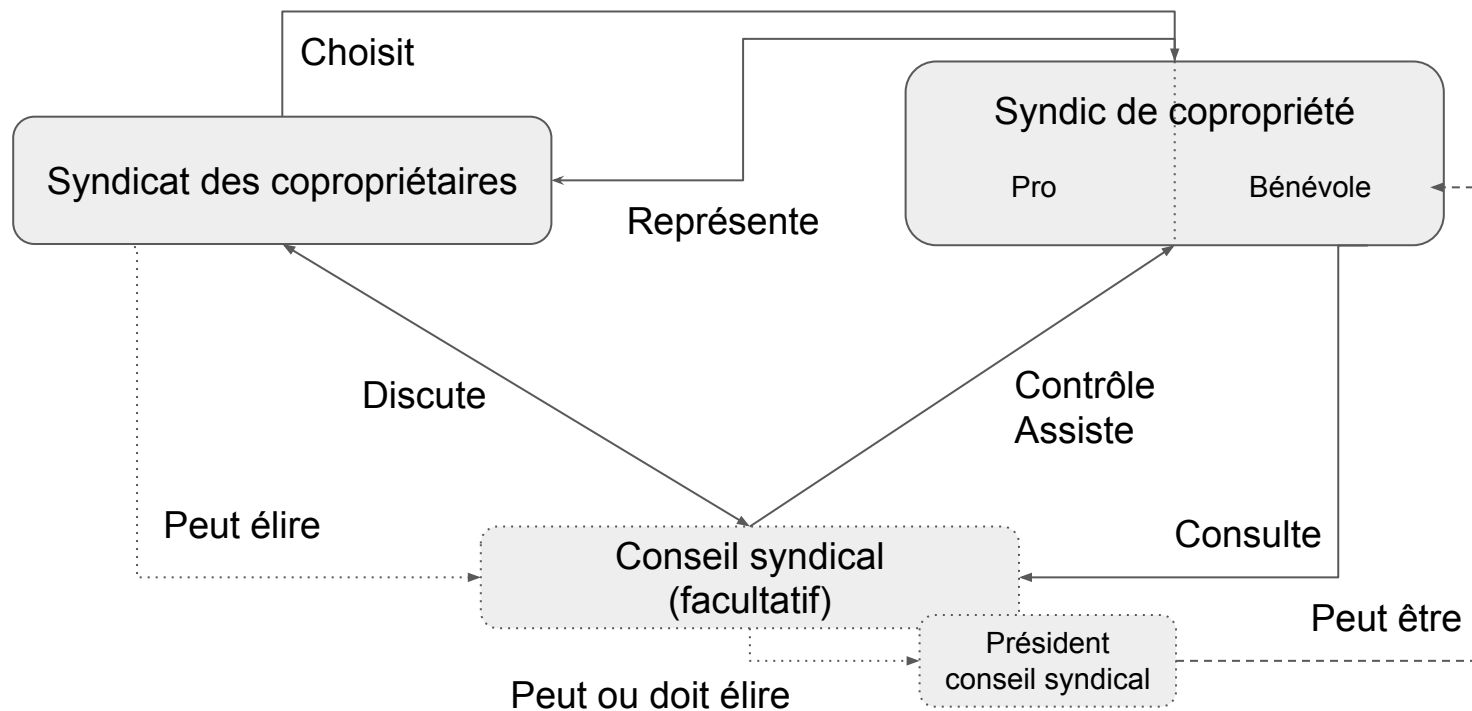 Choisit
Syndic de copropriété
Syndicat des copropriétaires
Pro
Bénévole
Représente
Discute
Contrôle
Assiste
Peut élire
Consulte
Conseil syndical
(facultatif)
Peut être
Président
conseil syndical
Peut ou doit élire